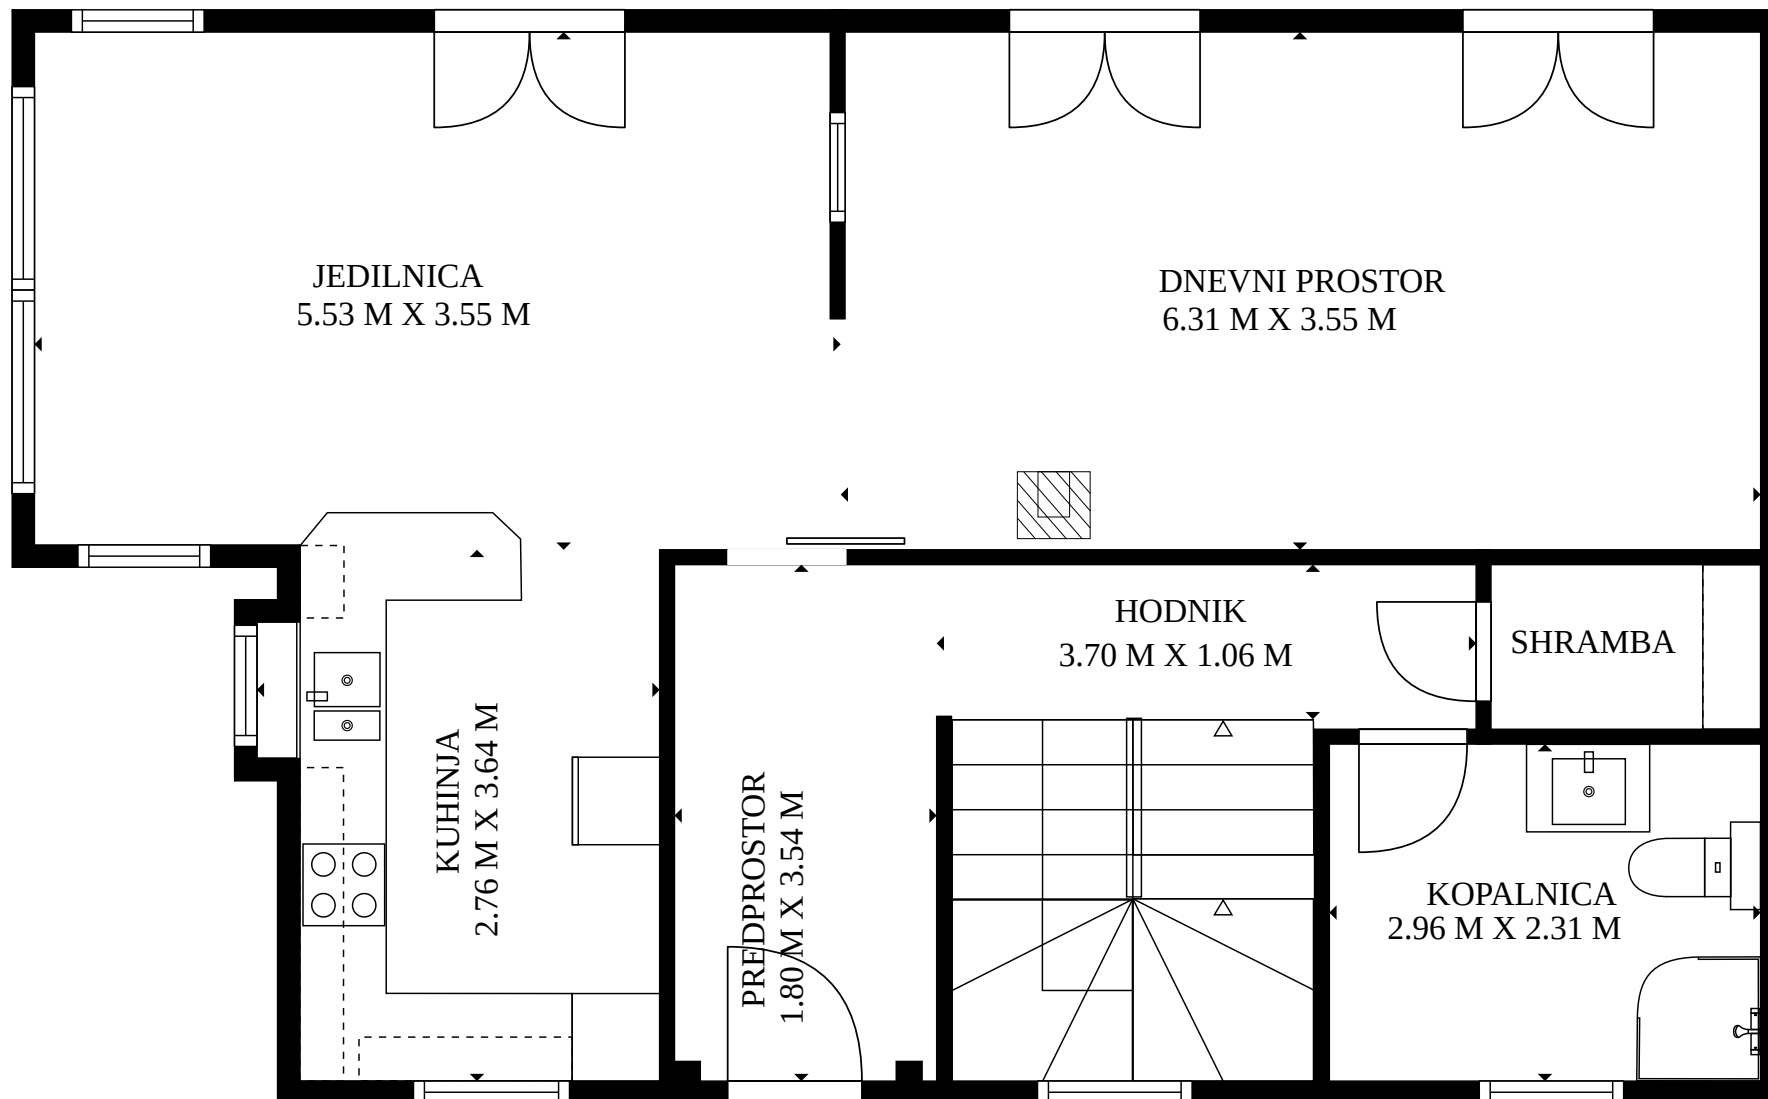 JEDILNICA
5.53 M X 3.55 M
DNEVNI PROSTOR
6.31 M X 3.55 M
HODNIK
3.70 M X 1.06 M
SHRAMBA
KUHINJA
2.76 M X 3.64 M
PREDPROSTOR
1.80 M X 3.54 M
KOPALNICA
2.96 M X 2.31 M